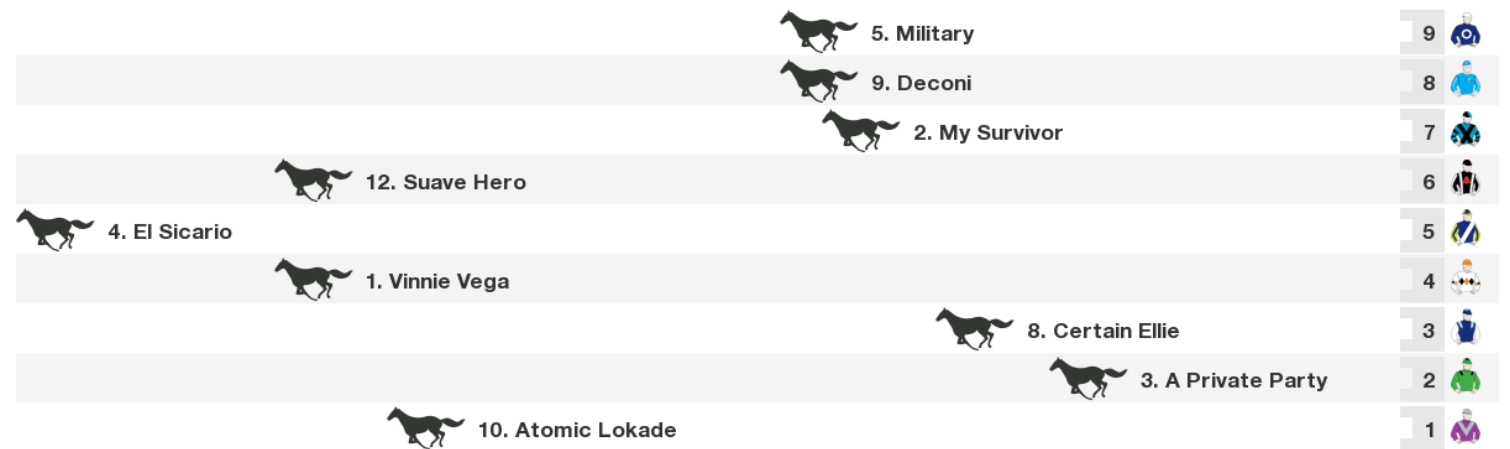 5. Military 9
9. Deconi 8
2. My Survivor 7
12. Suave Hero 6
4. El Sicario 5
1. Vinnie Vega 4
8. Certain Ellie 3
3. A Private Party 2
10. Atomic Lokade 1